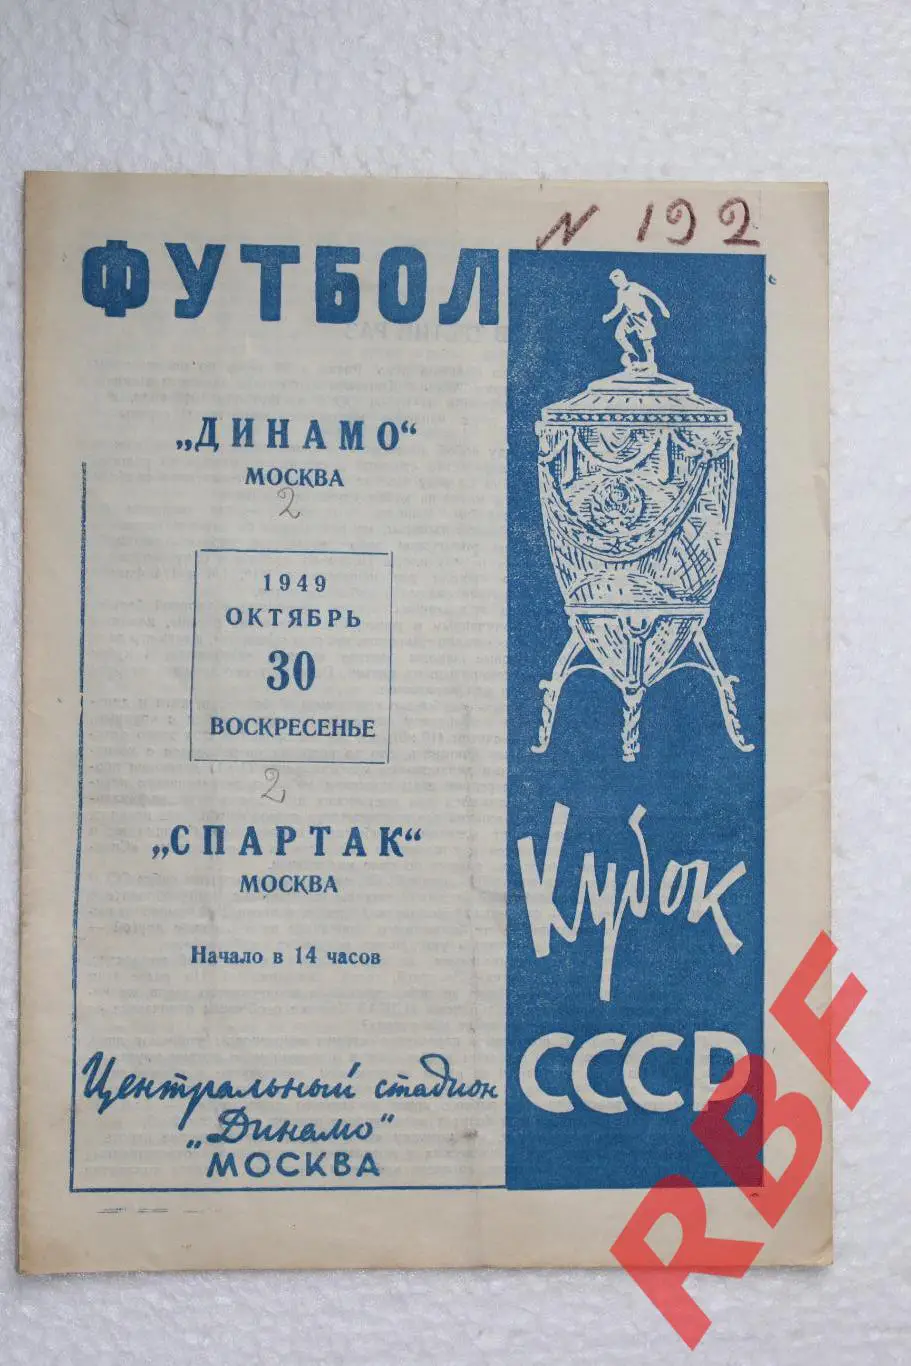 N 192
ФУТБОЛ
„ДИНАМО“
МОСКВА
2
1949
ОКТЯБРЬ
30
ВОСКРЕСЕНЬЕ
2
„СПАРТАК“
МОСКВА
Начало в 14 часов
Центральный стадион
„Динамо“
МОСКВА
Кубок
СССР
RBF